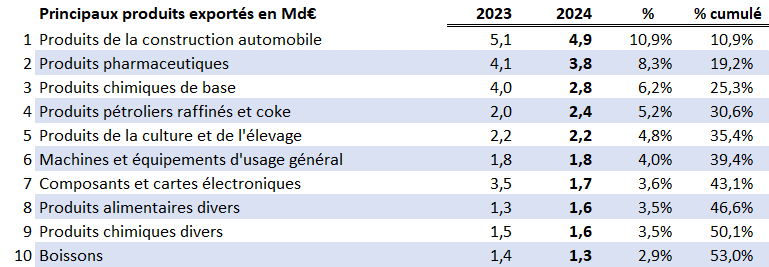 Principaux produits exportés en Md€ 2023 2024 % % cumulé
1 Produits de la construction automobile 5,1 4,9 10,9% 10,9%
2 Produits pharmaceutiques 4,1 3,8 8,3% 19,2%
3 Produits chimiques de base 4,0 2,8 6,2% 25,3%
4 Produits pétroliers raffinés et coke 2,0 2,4 5,2% 30,6%
5 Produits de la culture et de l'élevage 2,2 2,2 4,8% 35,4%
6 Machines et équipements d'usage général 1,8 1,8 4,0% 39,4%
7 Composants et cartes électroniques 3,5 1,7 3,6% 43,1%
8 Produits alimentaires divers 1,3 1,6 3,5% 46,6%
9 Produits chimiques divers 1,5 1,6 3,5% 50,1%
10 Boissons 1,4 1,3 2,9% 53,0%